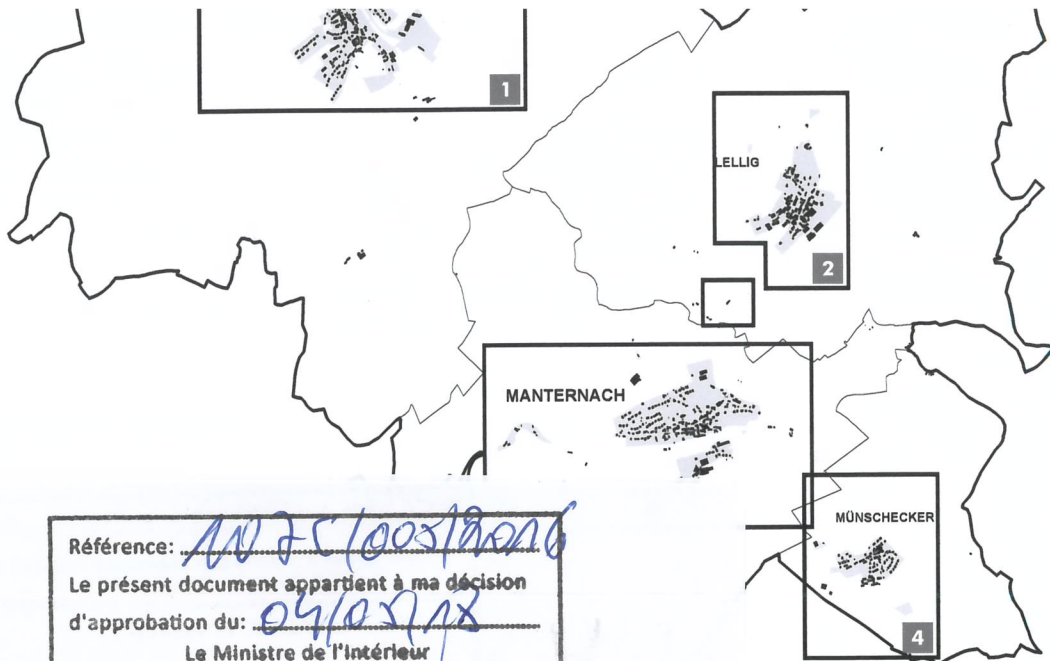 1
LELLIG
2
MANTERNACH
MÜNSCHECKER
4
Référence:
Le présent document appartient à ma décision
d'approbation du:
Le Ministre de l'Intérieur